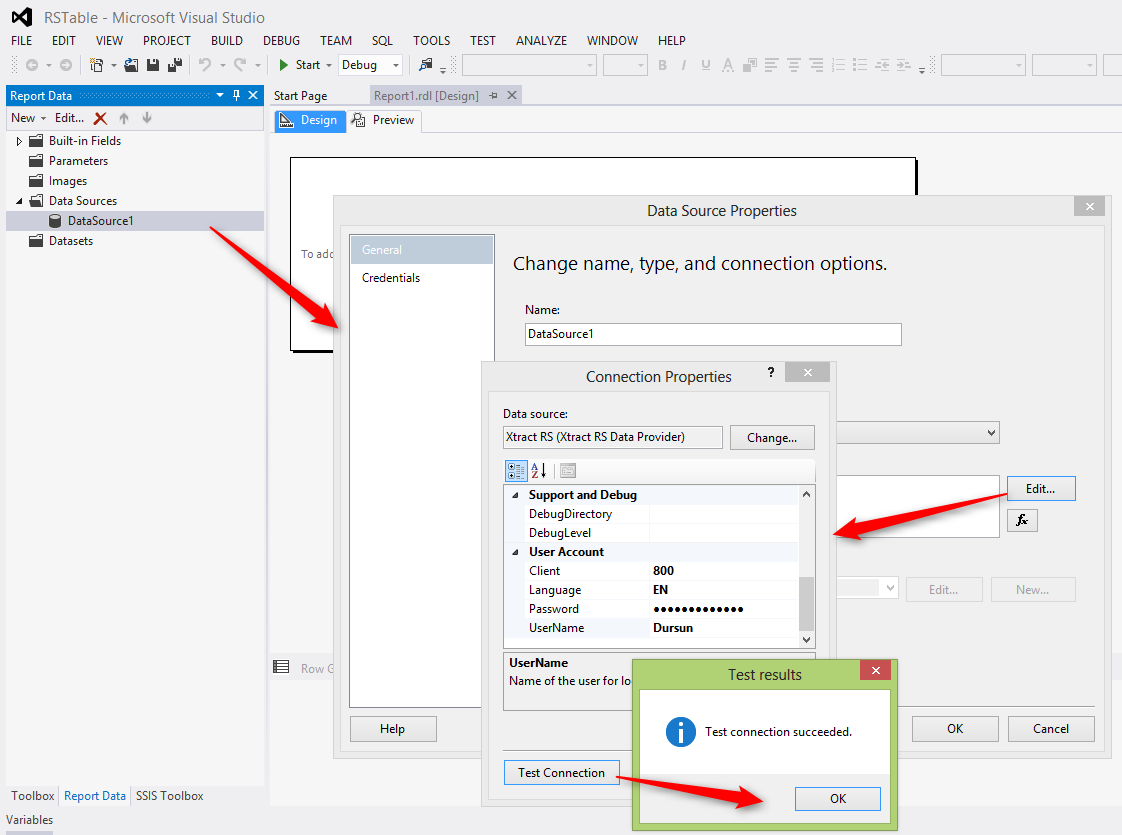 RSTable - Microsoft Visual Studio
FILE EDIT VIEW PROJECT BUILD DEBUG TEAM SQL TOOLS TEST ANALYZE WINDOW HELP
Start Debug B I U A
Report Data
New Edit...
Built-in Fields
Parameters
Images
Data Sources
DataSource1
Datasets
Start Page Report1.rdl [Design]
Design Preview
To add
Row G
Data Source Properties
General
Credentials
Change name, type, and connection options.
Name:
DataSource1
Edit...
fx
Edit... New...
Help OK Cancel
Connection Properties ?
Data source:
Xtract RS (Xtract RS Data Provider) Change...
A
Z
Support and Debug
DebugDirectory
DebugLevel
User Account
Client 800
Language EN
Password ●●●●●●●●●●●●●
UserName Dursun
UserName
Name of the user for lo
Test Connection
Test results
Test connection succeeded.
OK
Toolbox Report Data SSIS Toolbox
Variables